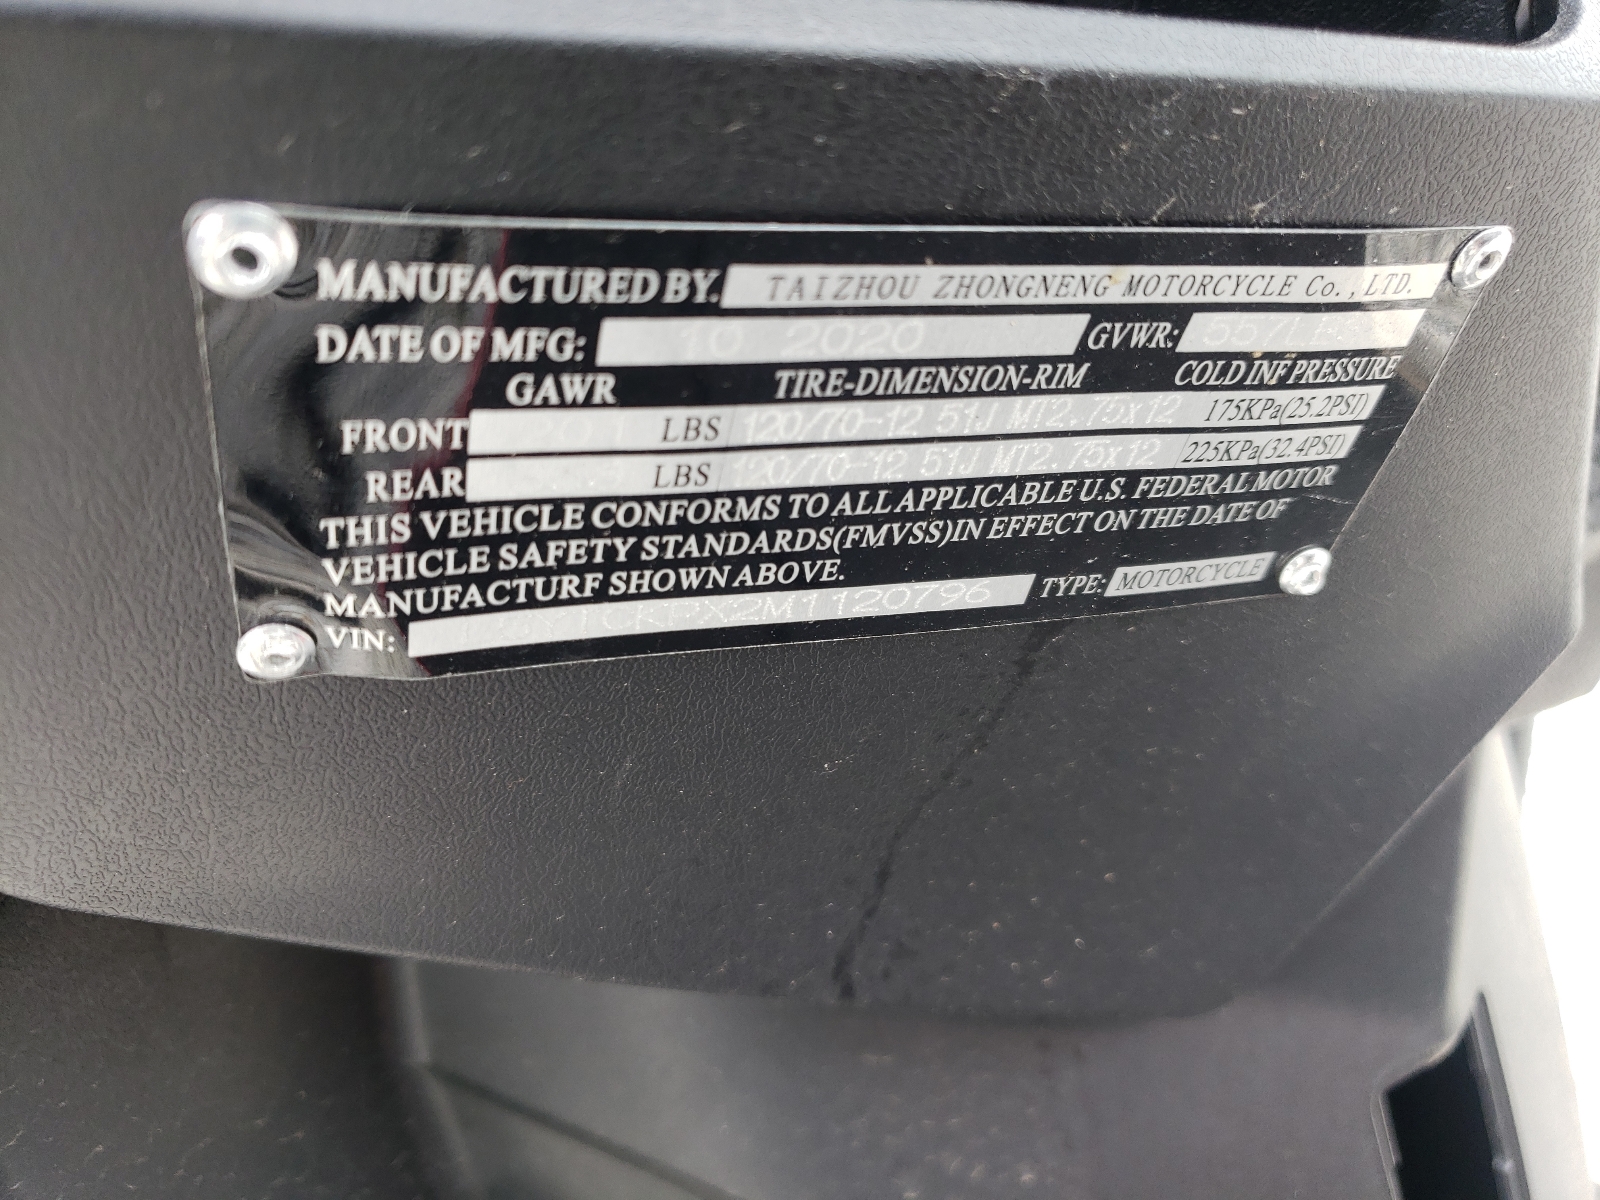 MANUFACTURED BY. TAIZHOU ZHONGNENG MOTORCYCLE Co., LTD.
DATE OF MFG: 10 2020 GVWR:
GAWR TIRE-DIMENSION-RIM COLD INF PRESSURE
FRONT LBS 120/70-12 51J MT2.75x12 175KPa(25.2PSI)
REAR LBS 120/70-12 51J MT2.75x12 225KPa(32.4PSI)
THIS VEHICLE CONFORMS TO ALL APPLICABLE U.S. FEDERAL MOTOR
VEHICLE SAFETY STANDARDS(FMVSS)IN EFFECT ON THE DATE OF
MANUFACTURF SHOWN ABOVE.
VIN: TYPE: MOTORCYCLE